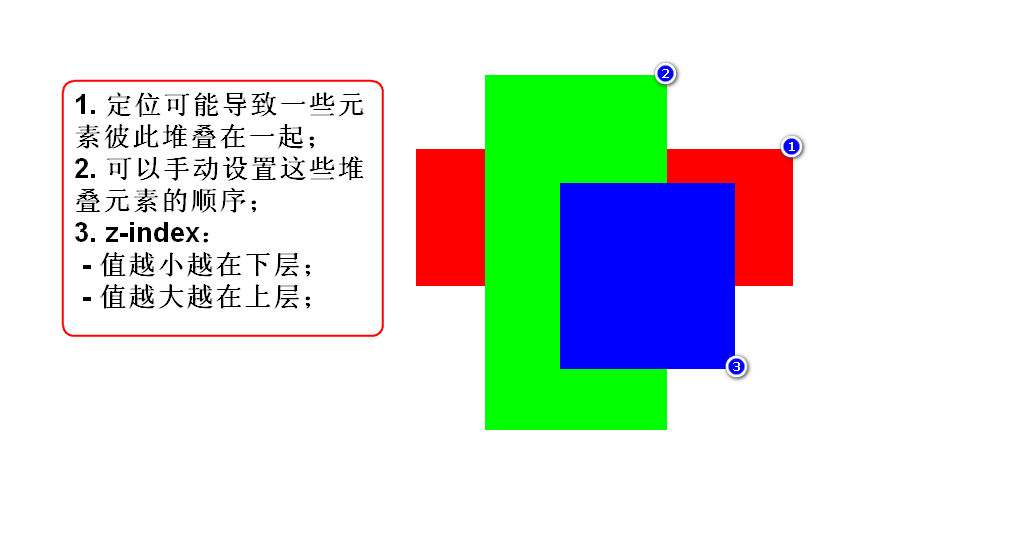 1. 定位可能导致一些元
素彼此堆叠在一起；
2. 可以手动设置这些堆
叠元素的顺序；
3. z-index：
- 值越小越在下层；
- 值越大越在上层；
2
1
3